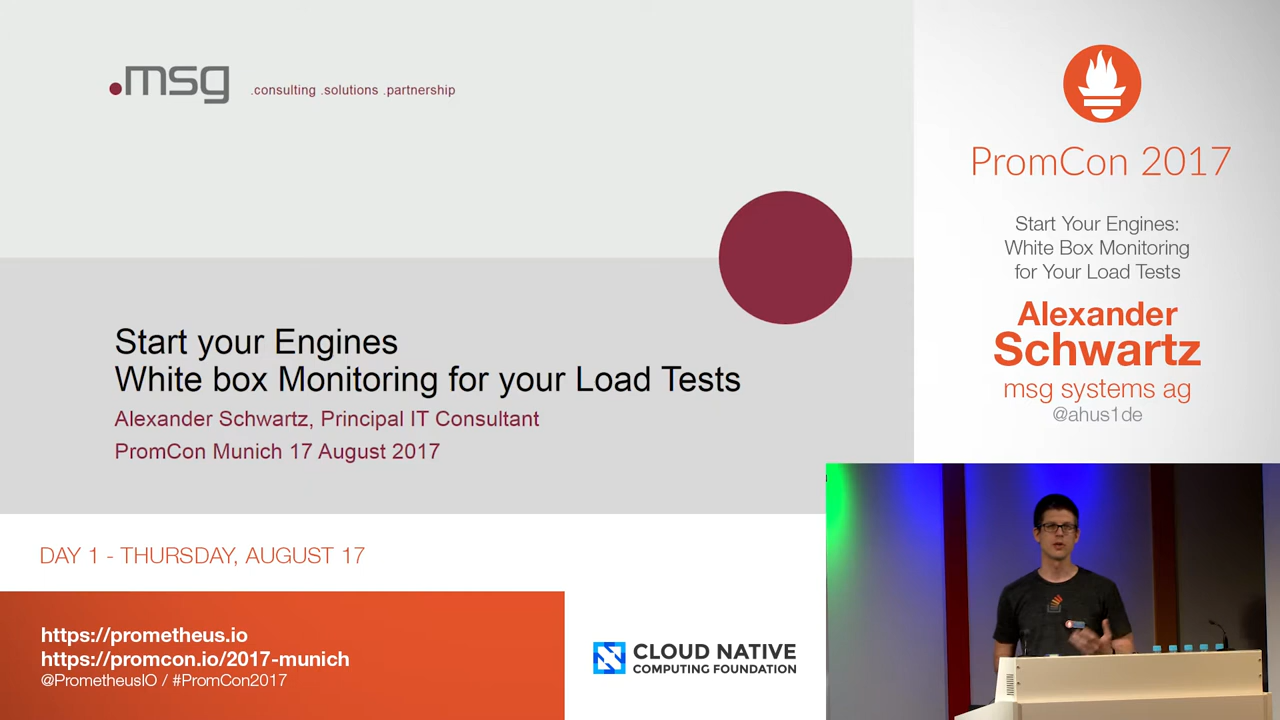 .msg .consulting .solutions .partnership
Start your Engines
White box Monitoring for your Load Tests
Alexander Schwartz, Principal IT Consultant
PromCon Munich 17 August 2017
PromCon 2017
Start Your Engines:
White Box Monitoring
for Your Load Tests
Alexander
Schwartz
msg systems ag
@ahus1de
DAY 1 - THURSDAY, AUGUST 17
https://prometheus.io
https://promcon.io/2017-munich
@PrometheusIO / #PromCon2017
CLOUD NATIVE
COMPUTING FOUNDATION